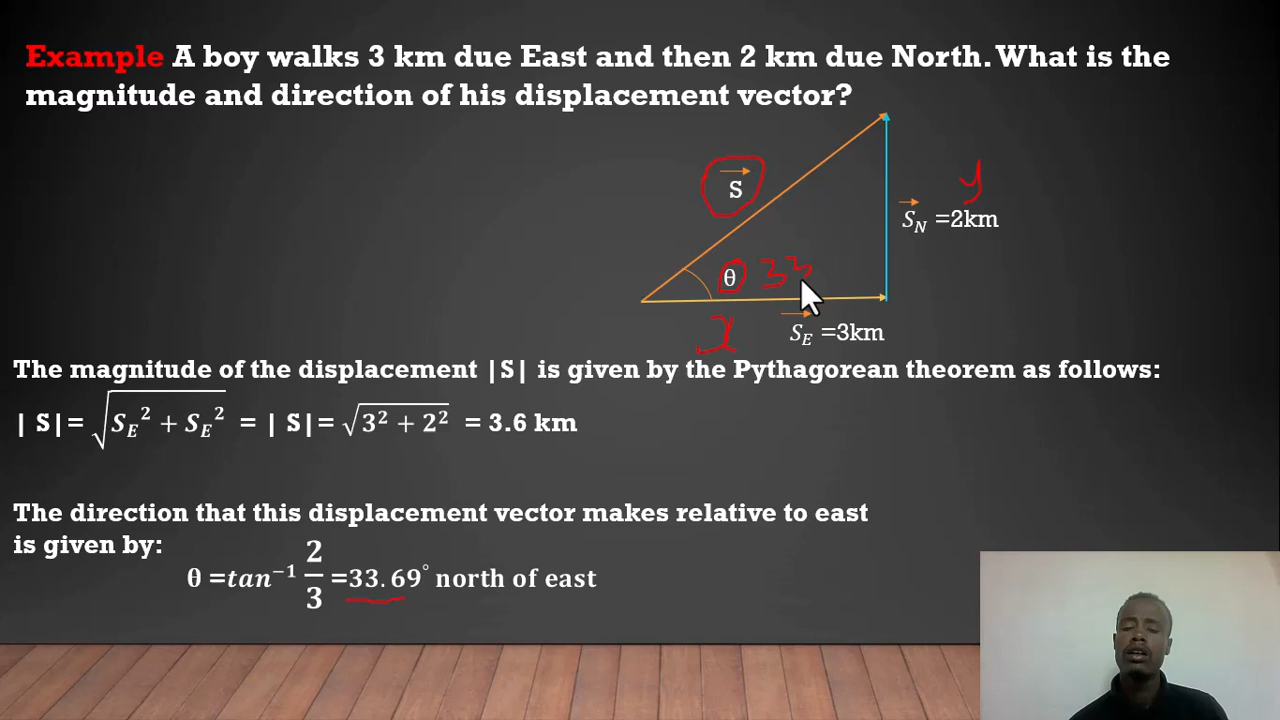 Example A boy walks 3 km due East and then 2 km due North. What is the
magnitude and direction of his displacement vector?
y
S
S_N =2km
θ 33
x
S_E =3km
The magnitude of the displacement |S| is given by the Pythagorean theorem as follows:
| S|= √(S_E² + S_E²) = | S|= √(3² + 2²) = 3.6 km
The direction that this displacement vector makes relative to east
is given by:
θ =tan⁻¹ 2/3 =33.69° north of east